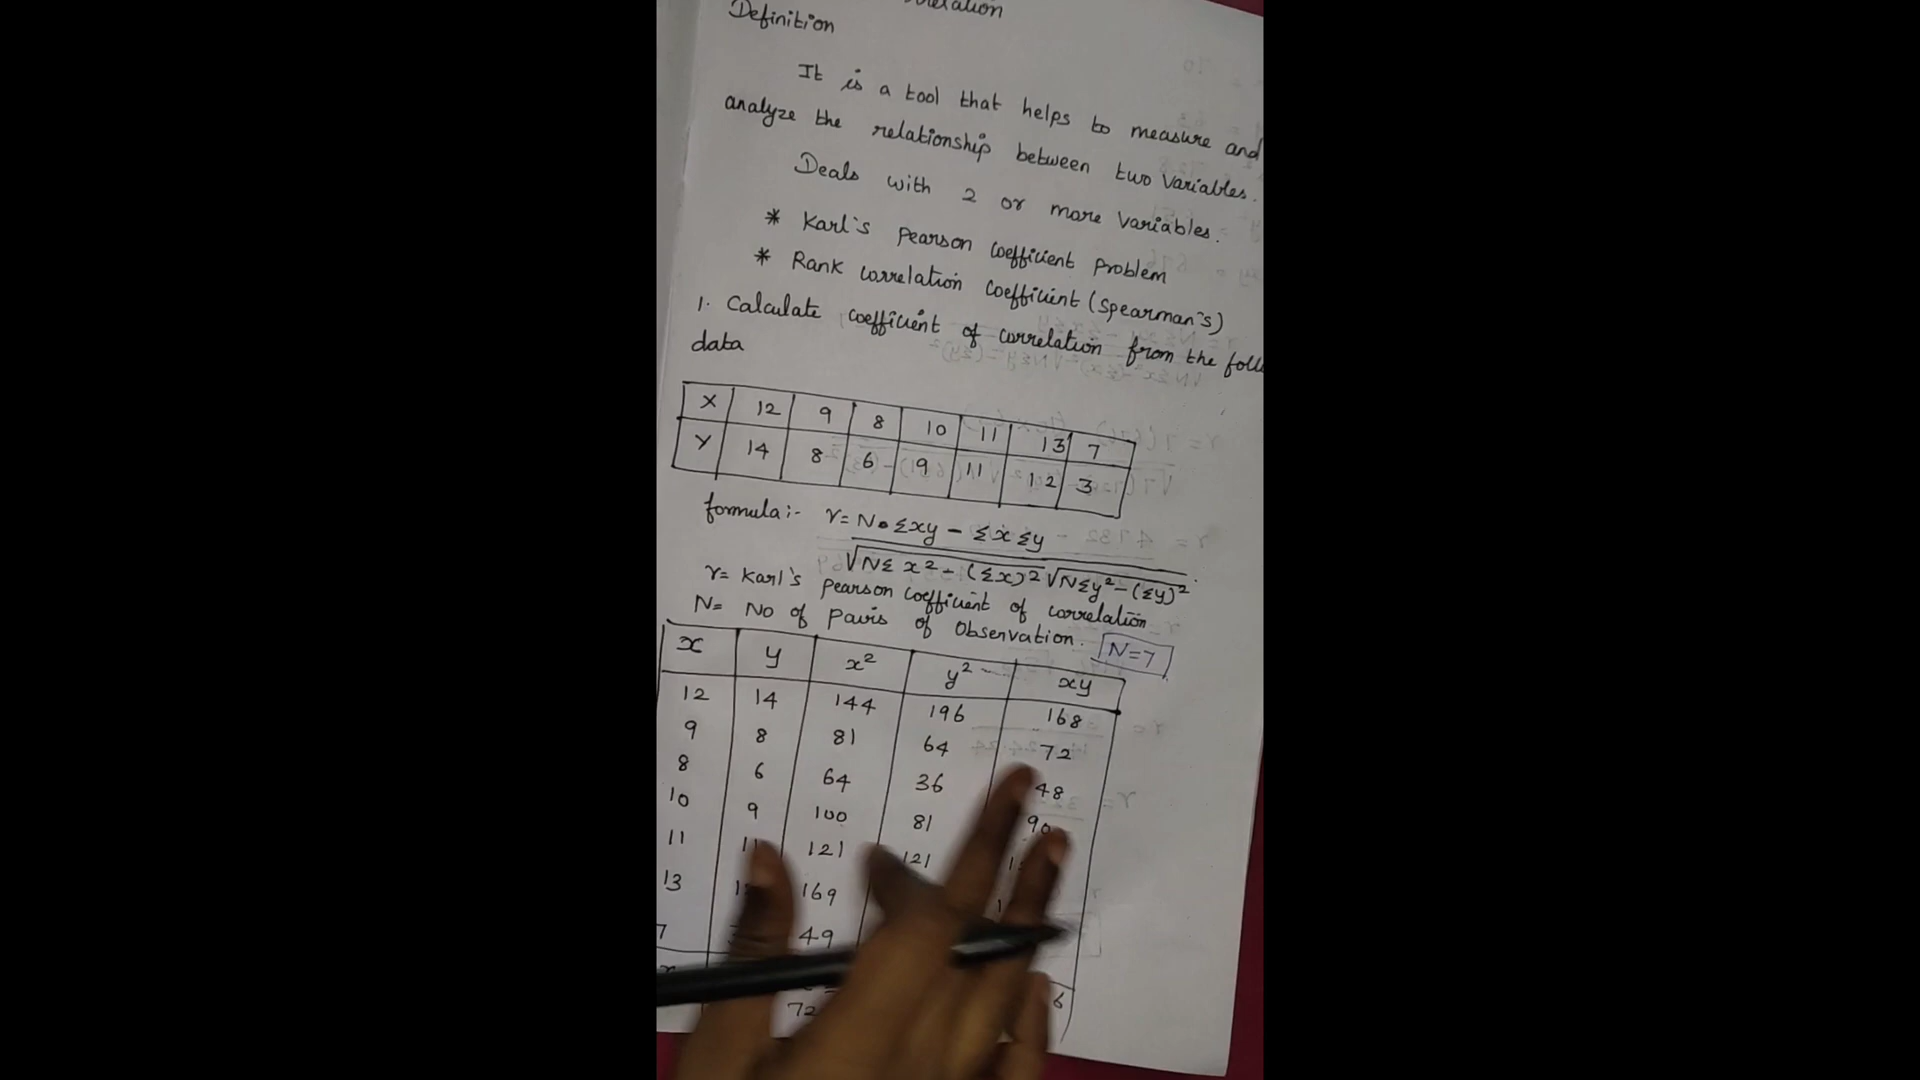 Definition
It is a tool that helps to measure and
analyze the relationship between two variables.
Deals with 2 or more variables.
* Karl's pearson coefficient problem
* Rank correlation coefficient (spearman's)
1. Calculate coefficient of correlation from the
data
X 12 9 8 10 11 13 7
Y 14 8 6 9 11 12 3
formula:- r = N. Σxy - Σx Σy
√NΣx² - (Σx)² √NΣy² - (Σy)²
r = Karl's pearson coefficient of correlation
N = No of pairs of observation. N=7
x y x² y² xy
12 14 144 196 168
9 8 81 64 72
8 6 64 36 48
10 9 100 81 90
11 11 121 121
13 169
7 49